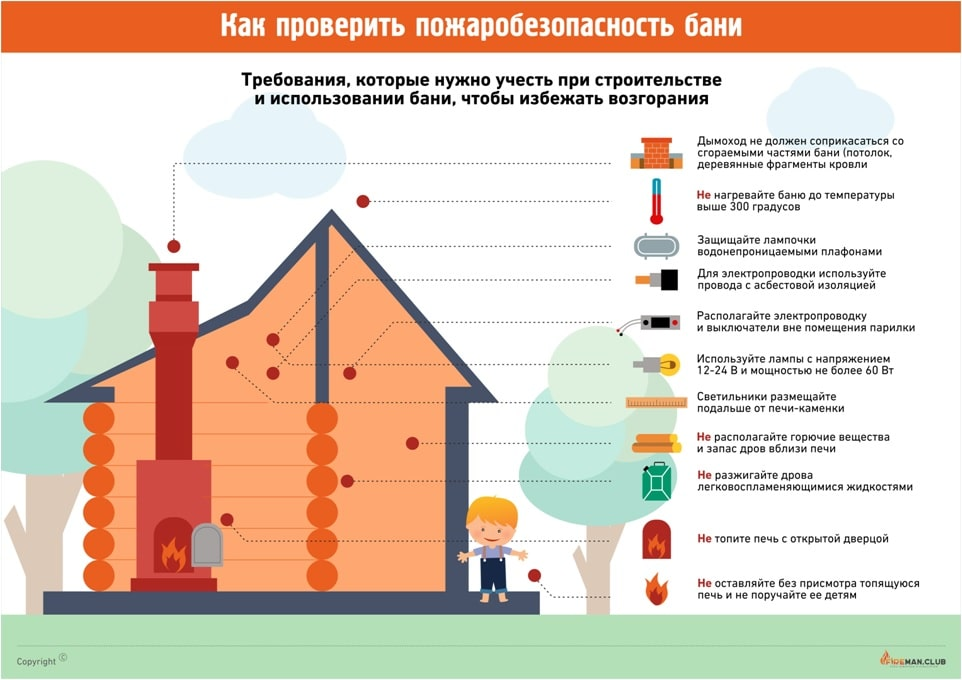 Как проверить пожаробезопасность бани
Требования, которые нужно учесть при строительстве
и использовании бани, чтобы избежать возгорания
Дымоход не должен соприкасаться со
сгораемыми частями бани (потолок,
деревянные фрагменты кровли
Не нагревайте баню до температуры
выше 300 градусов
Защищайте лампочки
водонепроницаемыми плафонами
Для электропроводки используйте
провода с асбестовой изоляцией
Располагайте электропроводку
и выключатели вне помещения парилки
Используйте лампы с напряжением
12-24 В и мощностью не более 60 Вт
Светильники размещайте
подальше от печи-каменки
Не располагайте горючие вещества
и запас дров вблизи печи
Не разжигайте дрова
легковоспламеняющимися жидкостями
Не топите печь с открытой дверцой
Не оставляйте без присмотра топящуюся
печь и не поручайте ее детям
Copyright ©
FIREMAN.CLUB